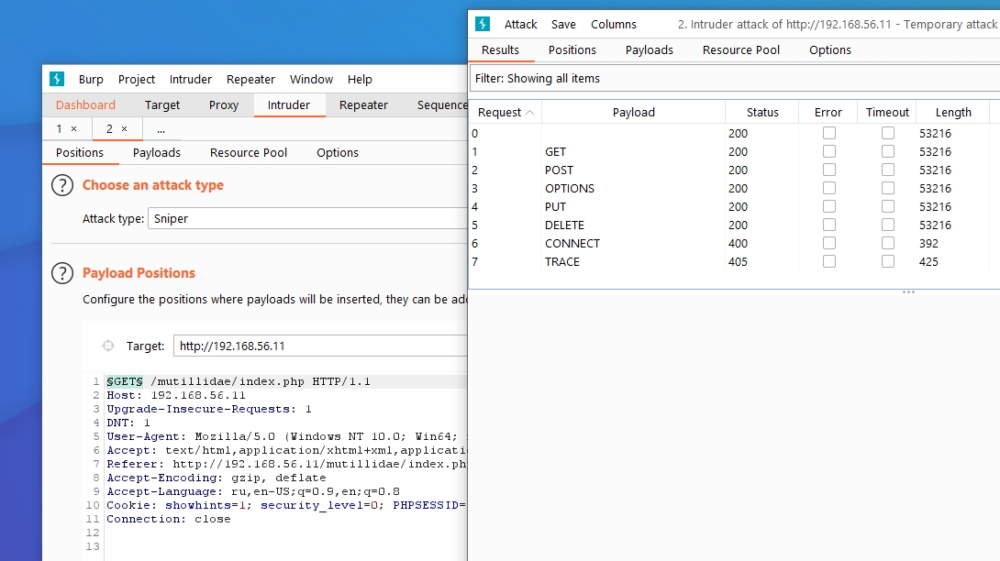 Burp Project Intruder Repeater Window Help
Dashboard Target Proxy Intruder Repeater Sequence
1 × 2 × ...
Positions Payloads Resource Pool Options
? Choose an attack type
Attack type: Sniper
? Payload Positions
Configure the positions where payloads will be inserted, they can be
Target: http://192.168.56.11
1 §GET§ /mutillidae/index.php HTTP/1.1
2 Host: 192.168.56.11
3 Upgrade-Insecure-Requests: 1
4 DNT: 1
5 User-Agent: Mozilla/5.0 (Windows NT 10.0; Win64;
6 Accept: text/html,application/xhtml+xml,applicati
7 Referer: http://192.168.56.11/mutillidae/index.ph
8 Accept-Encoding: gzip, deflate
9 Accept-Language: ru,en-US;q=0.9,en;q=0.8
10 Cookie: showhints=1; security_level=0; PHPSESSID=
11 Connection: close
12
13
Attack Save Columns 2. Intruder attack of http://192.168.56.11 - Temporary attack
Results Positions Payloads Resource Pool Options
Filter: Showing all items
Request Payload Status Error Timeout Length
0 200 53216
1 GET 200 53216
2 POST 200 53216
3 OPTIONS 200 53216
4 PUT 200 53216
5 DELETE 200 53216
6 CONNECT 400 392
7 TRACE 405 425